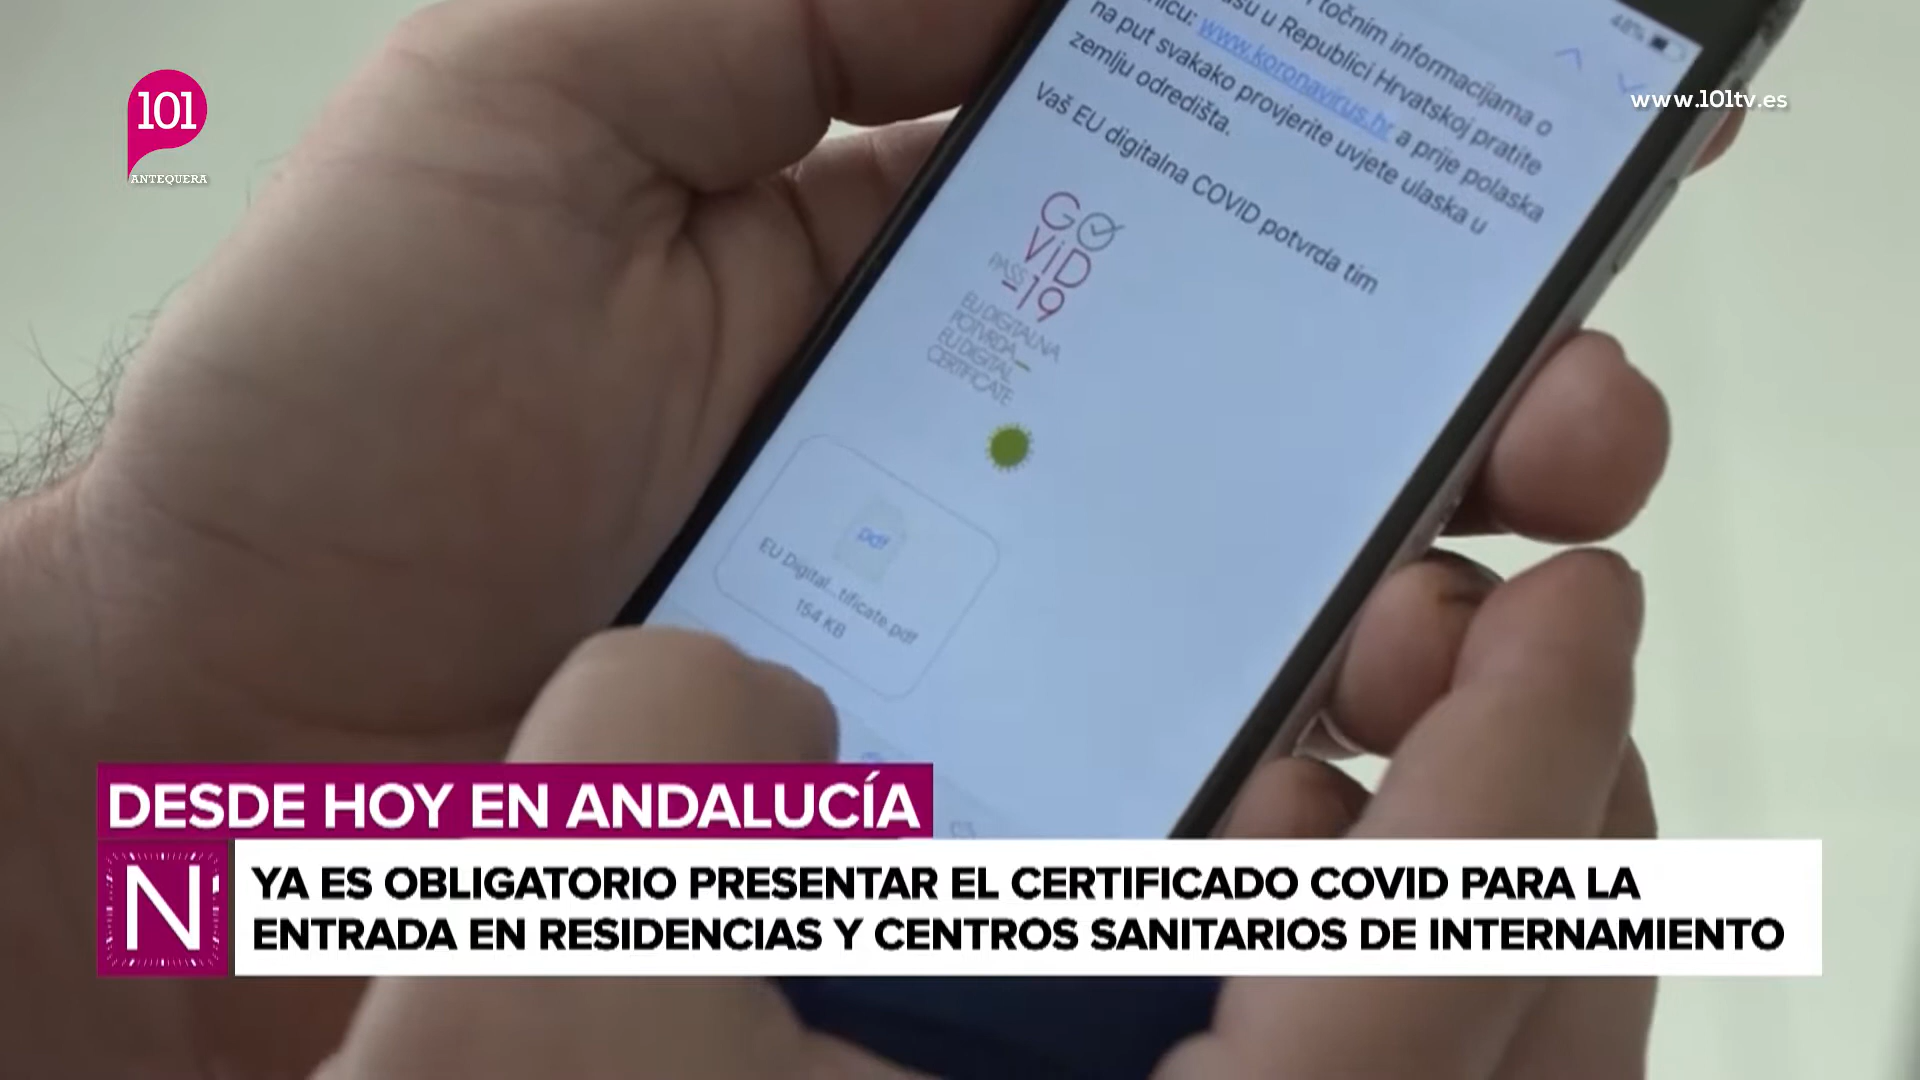 101
ANTEQUERA
www.101tv.es
48%
točnim informacijama o
u Republici Hrvatskoj pratite
www.koronavirus.hr a prije polaska
na put svakako provjerite uvjete ulaska u
zemlju odredišta.
Vaš EU digitalna COVID potvrda tim
COVID
PASS
-19
EU DIGITALNA
POTVRDA
EU DIGITAL
CERTIFICATE
pdf
EU Digital...tificate.pdf
154 KB
DESDE HOY EN ANDALUCÍA
N
YA ES OBLIGATORIO PRESENTAR EL CERTIFICADO COVID PARA LA
ENTRADA EN RESIDENCIAS Y CENTROS SANITARIOS DE INTERNAMIENTO